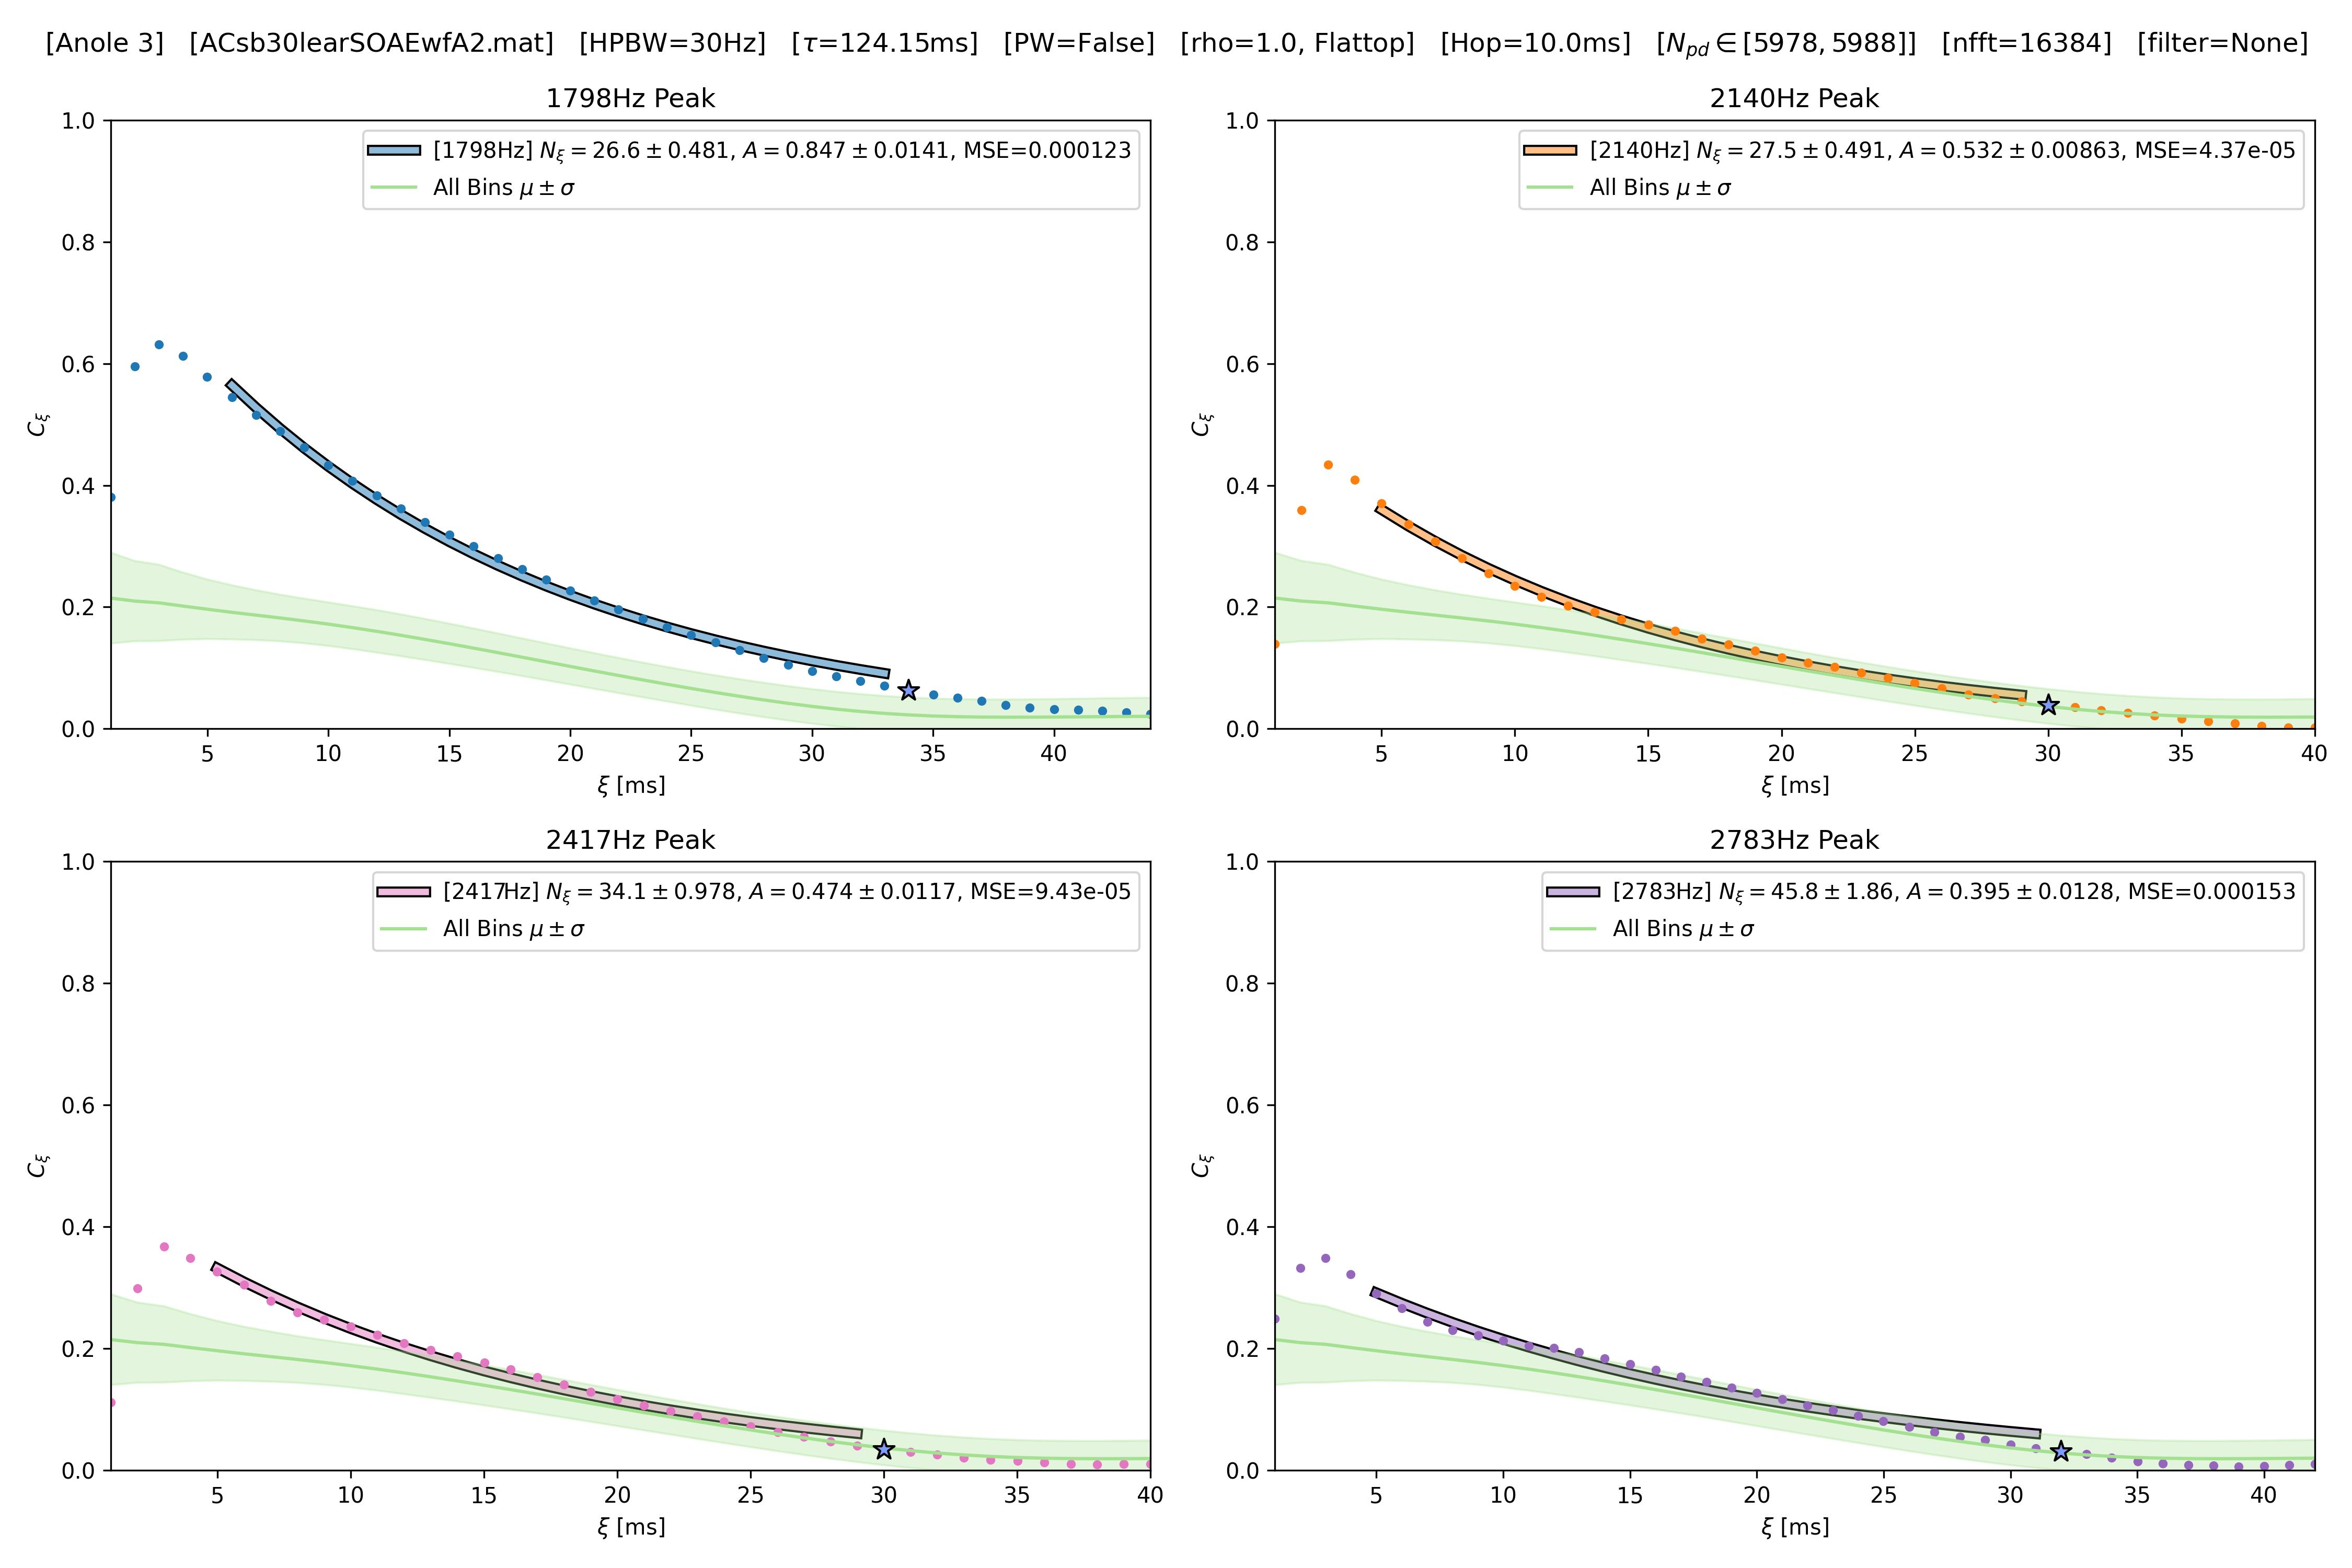 [Anole 3] [ACsb30learSOAEwfA2.mat] [HPBW=30Hz] [τ=124.15ms] [PW=False] [rho=1.0, Flattop] [Hop=10.0ms] [N_pd ∈ [5978, 5988]] [nfft=16384] [filter=None]
1798Hz Peak
[1798Hz] N_ξ = 26.6 ± 0.481, A = 0.847 ± 0.0141, MSE=0.000123
All Bins μ ± σ
1.0
0.8
0.6
0.4
0.2
0.0
C_ξ
5 10 15 20 25 30 35 40
ξ [ms]
2140Hz Peak
[2140Hz] N_ξ = 27.5 ± 0.491, A = 0.532 ± 0.00863, MSE=4.37e-05
All Bins μ ± σ
1.0
0.8
0.6
0.4
0.2
0.0
C_ξ
5 10 15 20 25 30 35 40
ξ [ms]
2417Hz Peak
[2417Hz] N_ξ = 34.1 ± 0.978, A = 0.474 ± 0.0117, MSE=9.43e-05
All Bins μ ± σ
1.0
0.8
0.6
0.4
0.2
0.0
C_ξ
5 10 15 20 25 30 35 40
ξ [ms]
2783Hz Peak
[2783Hz] N_ξ = 45.8 ± 1.86, A = 0.395 ± 0.0128, MSE=0.000153
All Bins μ ± σ
1.0
0.8
0.6
0.4
0.2
0.0
C_ξ
5 10 15 20 25 30 35 40
ξ [ms]